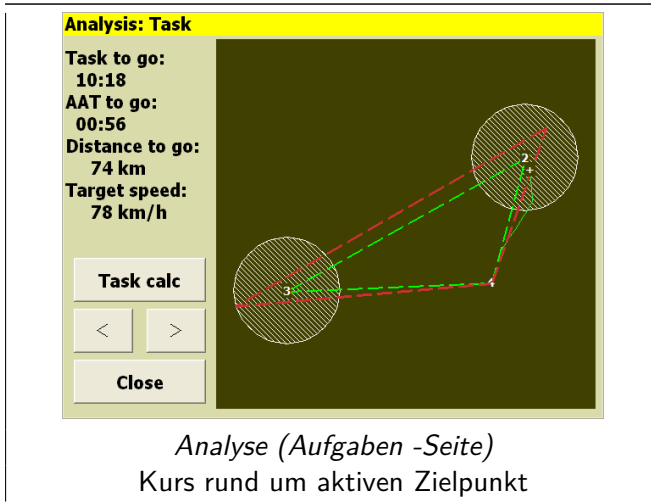 Analysis: Task
Task to go:
10:18
AAT to go:
00:56
Distance to go:
74 km
Target speed:
78 km/h
Task calc
< >
Close
2
+
3
4
Analyse (Aufgaben -Seite)
Kurs rund um aktiven Zielpunkt